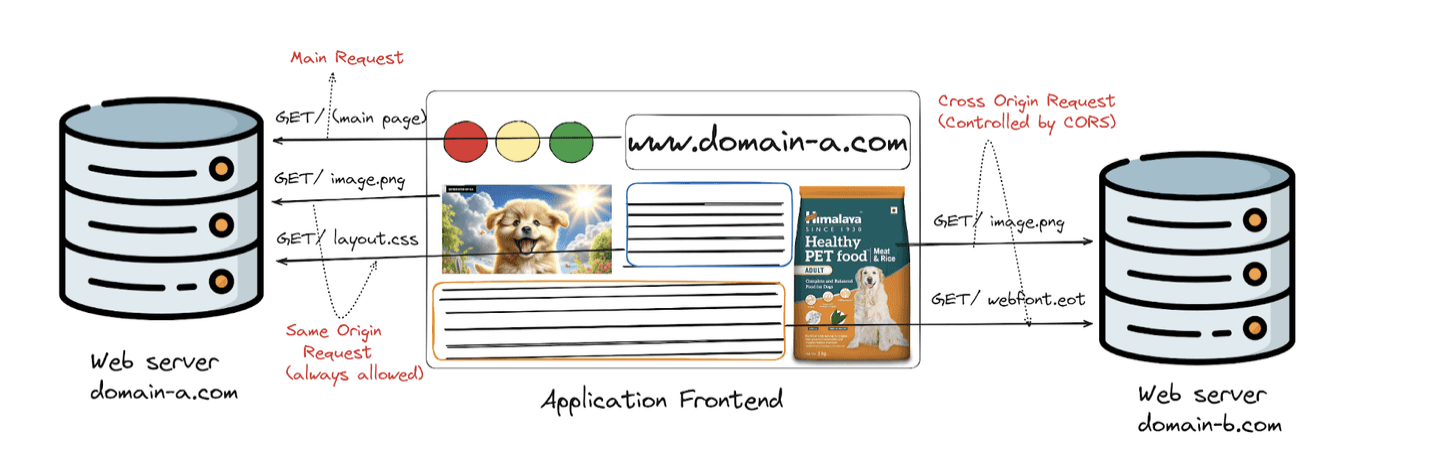 Main Request
GET/ (main page)
GET/ image.png
GET/ layout.css
Same Origin
Request
(always allowed)
Web server
domain-a.com
www.domain-a.com
Himalaya
SINCE 1930
Healthy
PET food
Meat
& Rice
ADULT
Complete and Balanced
Food for Dogs
Application Frontend
Cross Origin Request
(Controlled by CORS)
GET/ image.png
GET/ webfont.eot
Web server
domain-b.com